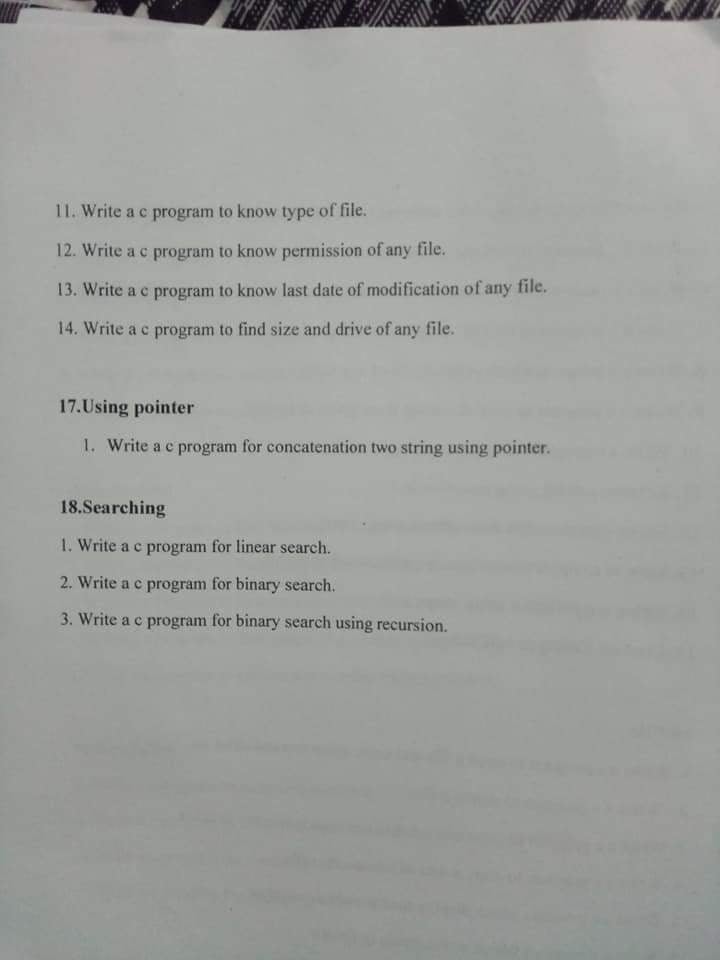 11. Write a c program to know type of file.
12. Write a c program to know permission of any file.
13. Write a c program to know last date of modification of any file.
14. Write a c program to find size and drive of any file.
17.Using pointer
1. Write a c program for concatenation two string using pointer.
18.Searching
1. Write a c program for linear search.
2. Write a c program for binary search.
3. Write a c program for binary search using recursion.